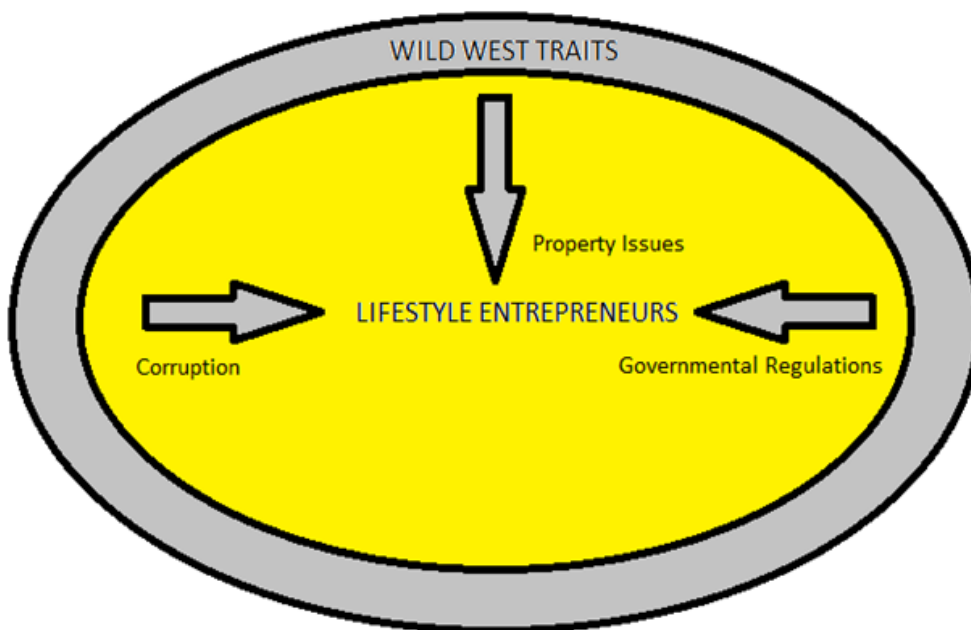 WILD WEST TRAITS
Property Issues
LIFESTYLE ENTREPRENEURS
Corruption
Governmental Regulations